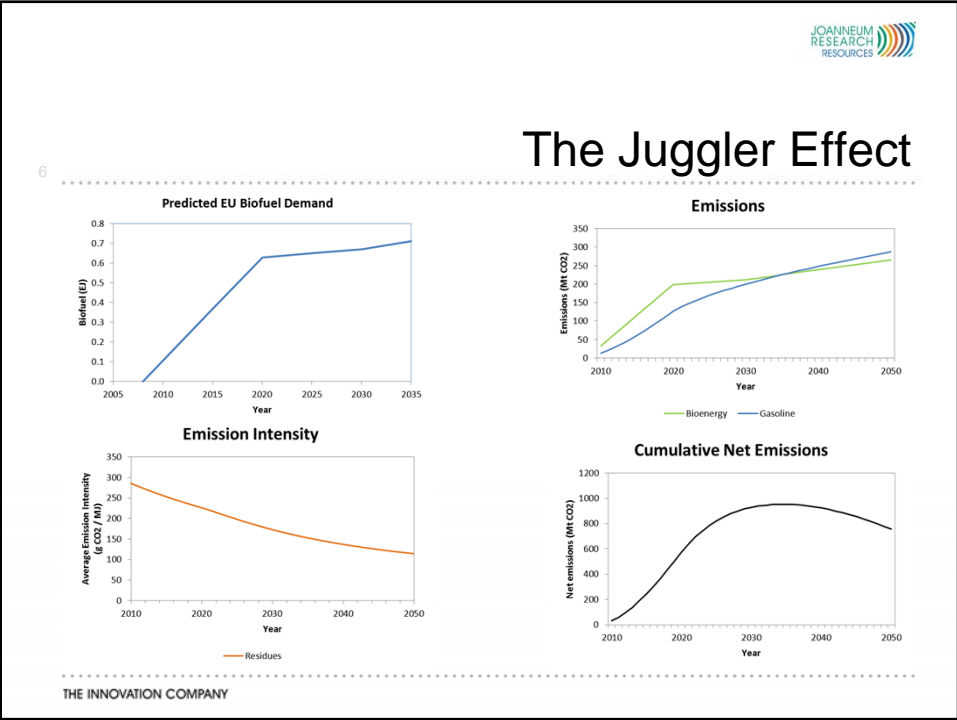 JOANNEUM
RESEARCH
RESOURCES
The Juggler Effect
6
Predicted EU Biofuel Demand
0.8
0.7
0.6
0.5
0.4
0.3
0.2
0.1
0.0
Biofuel (EJ)
2005 2010 2015 2020 2025 2030 2035
Year
Emissions
350
300
250
200
150
100
50
0
Emissions (Mt CO2)
2010 2020 2030 2040 2050
Year
Bioenergy Gasoline
Emission Intensity
350
300
250
200
150
100
50
0
Average Emission Intensity
(g CO2 / MJ)
2010 2020 2030 2040 2050
Year
Residues
Cumulative Net Emissions
1200
1000
800
600
400
200
0
Net emissions (Mt CO2)
2010 2020 2030 2040 2050
Year
THE INNOVATION COMPANY